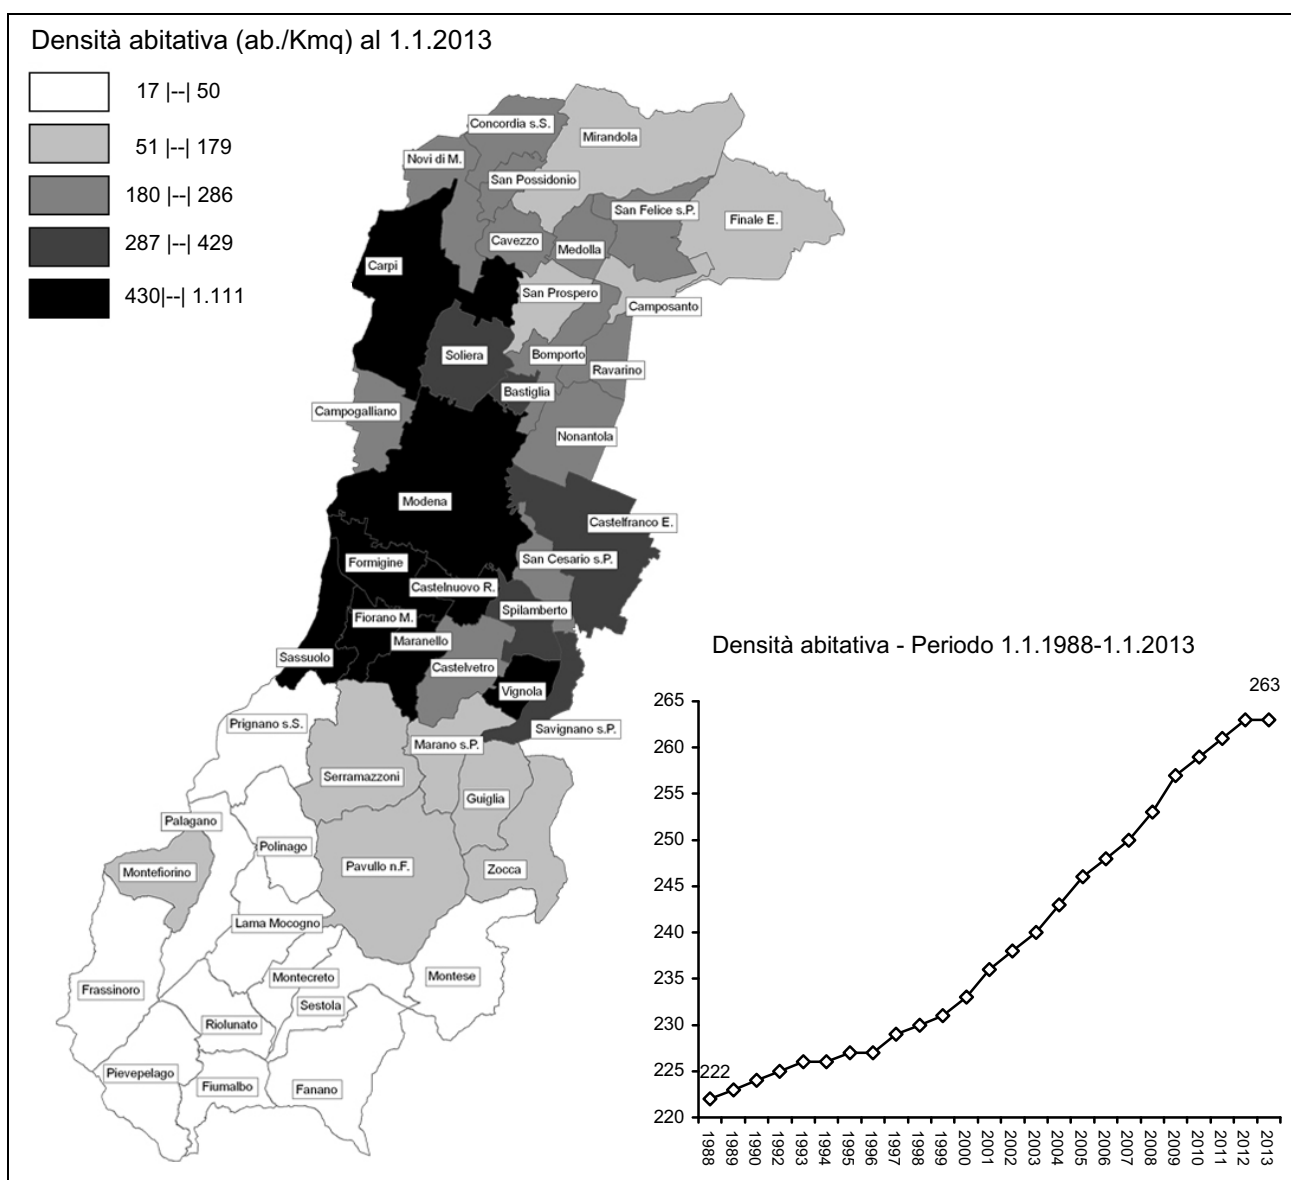 Densità abitativa (ab./Kmq) al 1.1.2013
17 |--| 50
51 |--| 179
180 |--| 286
287 |--| 429
430|--| 1.111
Concordia s.S.
Mirandola
Novi di M.
San Possidonio
San Felice s.P.
Finale E.
Cavezzo
Medolla
Carpi
San Prospero
Camposanto
Soliera
Bomporto
Ravarino
Bastiglia
Campogalliano
Nonantola
Modena
Castelfranco E.
Formigine
San Cesario s.P.
Castelnuovo R.
Spilamberto
Fiorano M.
Maranello
Sassuolo
Castelvetro
Vignola
Prignano s.S.
Savignano s.P.
Marano s.P.
Serramazzoni
Guiglia
Palagano
Polinago
Montefiorino
Pavullo n.F.
Zocca
Lama Mocogno
Montecreto
Montese
Frassinoro
Sestola
Riolunato
Pievepelago
Fiumalbo
Fanano
Densità abitativa - Periodo 1.1.1988-1.1.2013
263
265
260
255
250
245
240
235
230
225
220
222
1988
1989
1990
1992
1993
1994
1995
1996
1997
1998
1999
2000
2001
2002
2003
2004
2005
2006
2007
2008
2009
2010
2011
2012
2013